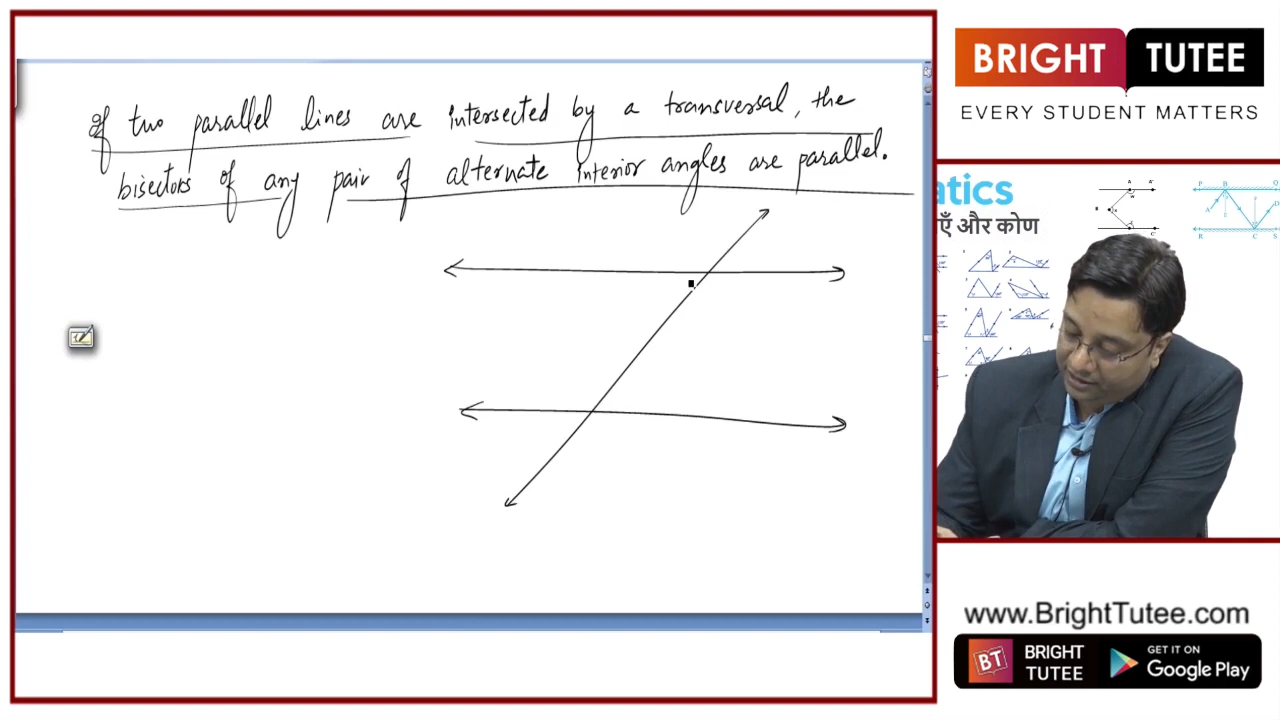 If two parallel lines are intersected by a transversal, the
bisectors of any pair of alternate interior angles are parallel.
BRIGHT TUTEE
EVERY STUDENT MATTERS
atics
एँ और कोण
www.BrightTutee.com
BT BRIGHT TUTEE
GET IT ON
Google Play